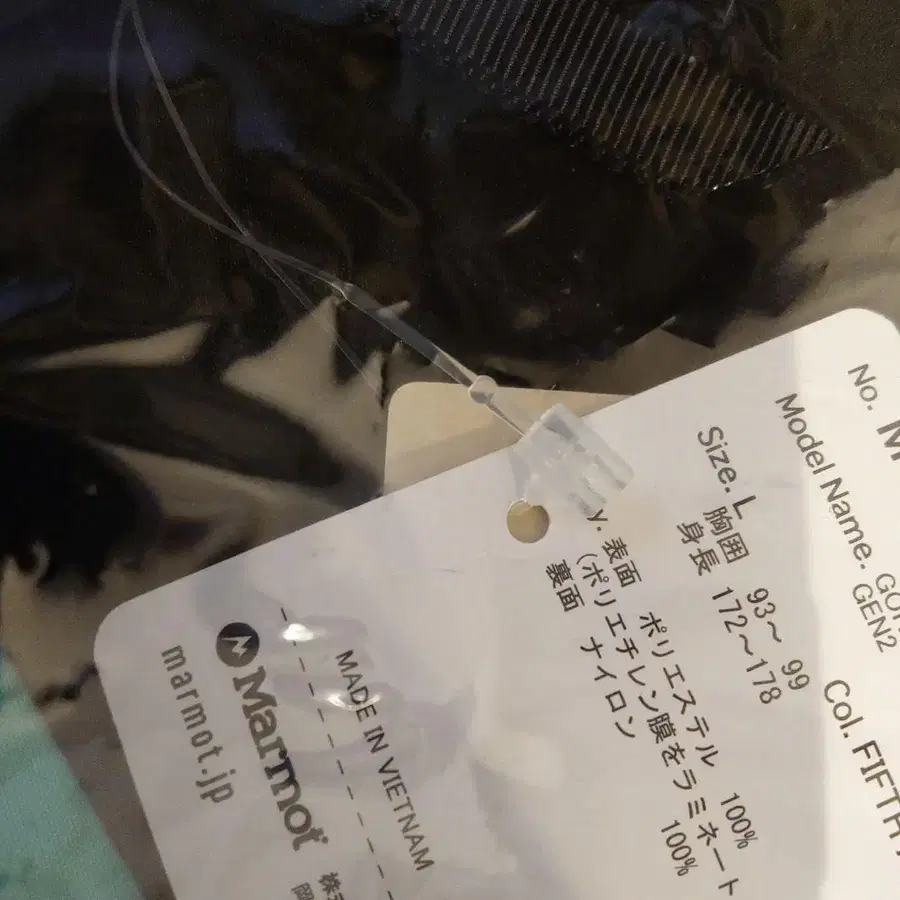 No. M
Model Name. GO
GEN2
Col. FIFTH
Size. L 胸囲 93〜 99
身長 172〜178
y. 表面 ポリエステル 100%
(ポリエチレン膜をラミネート
裏面 ナイロン 100%
MADE IN VIETNAM
Marmot
marmot.jp
株